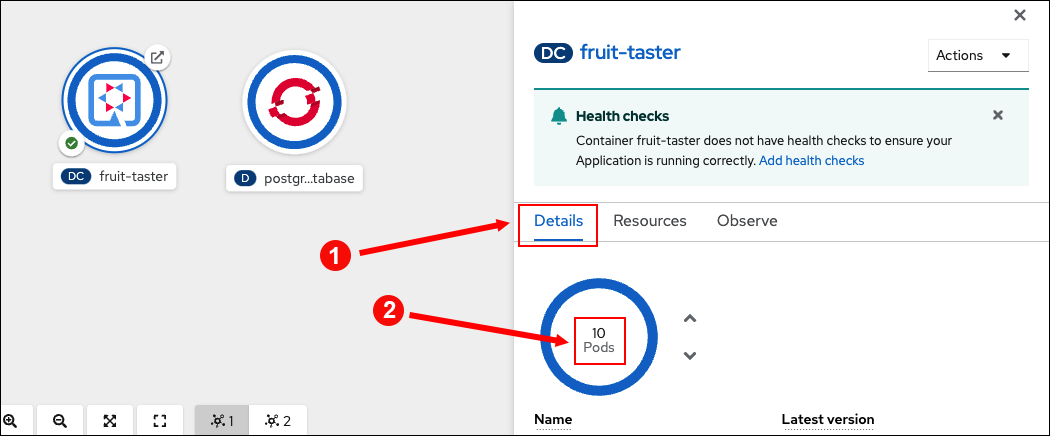 DC fruit-taster
Actions
Health checks
Container fruit-taster does not have health checks to ensure your
Application is running correctly. Add health checks
DC fruit-taster
D postgr...tabase
Details Resources Observe
1
2
10
Pods
1 2
Name Latest version